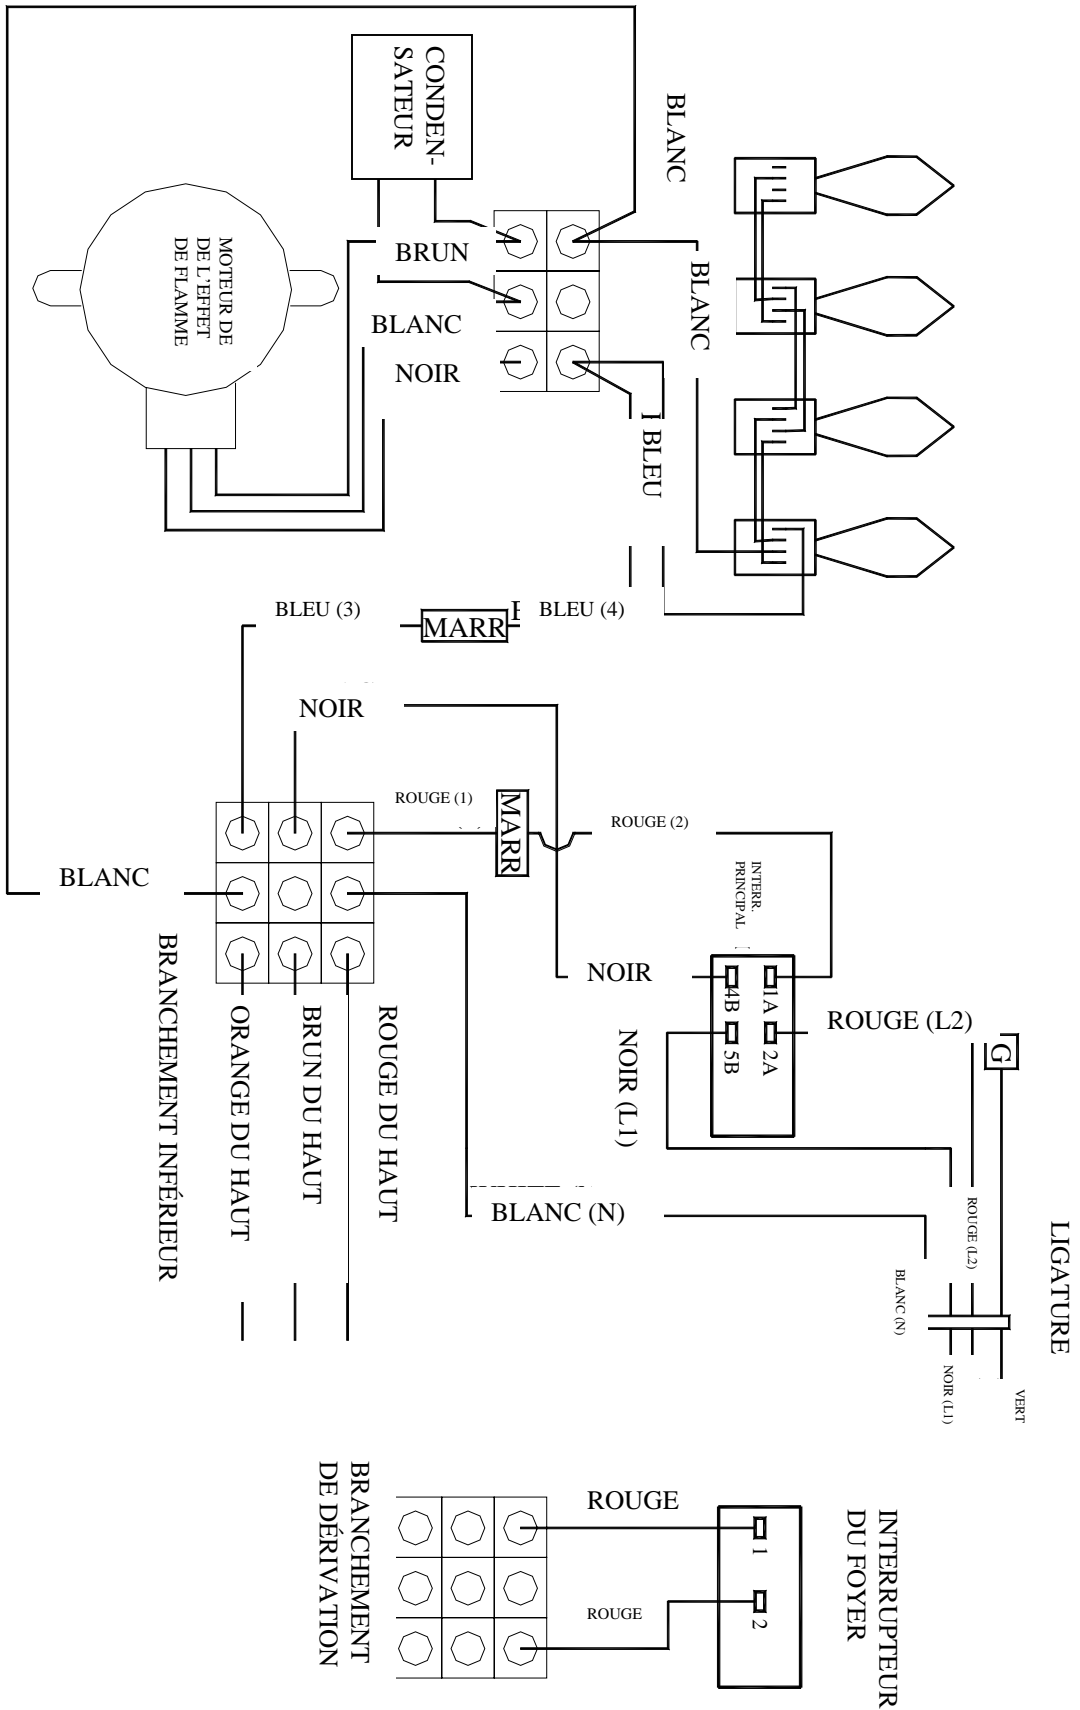 CONDEN-
SATEUR
BLANC
BRUN
BLANC
BLANC
NOIR
MOTEUR DE
DE L'EFFET
DE FLAMME
BLEU
BLEU (3)
MARR
BLEU (4)
NOIR
ROUGE (1)
MARR
ROUGE (2)
BLANC
INTERR.
PRINCIPAL
NOIR
4B
1A
5B
2A
ROUGE (L2)
G
NOIR (L1)
BRANCHEMENT INFÉRIEUR
ORANGE DU HAUT
BRUN DU HAUT
ROUGE DU HAUT
BLANC (N)
ROUGE (L2)
LIGATURE
BLANC (N)
NOIR (L1)
VERT
BRANCHEMENT
DE DÉRIVATION
ROUGE
ROUGE
1
2
INTERRUPTEUR
DU FOYER